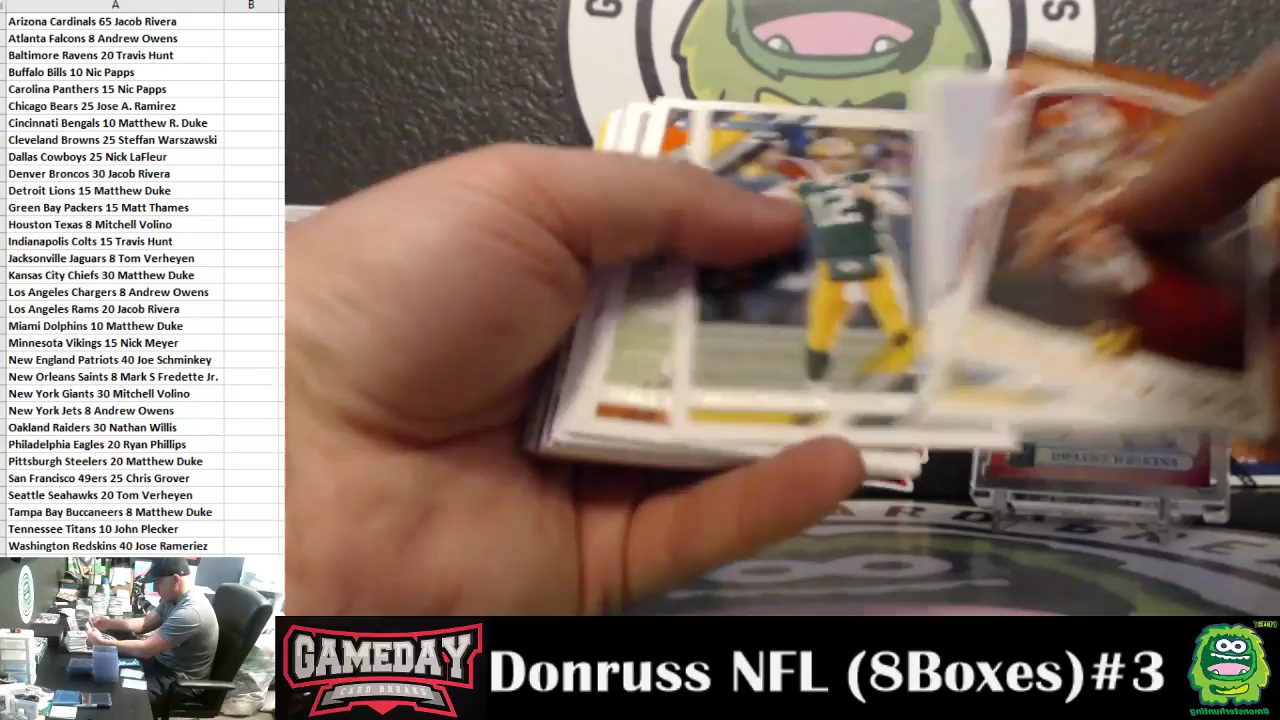 A B
Arizona Cardinals 65 Jacob Rivera
Atlanta Falcons 8 Andrew Owens
Baltimore Ravens 20 Travis Hunt
Buffalo Bills 10 Nic Papps
Carolina Panthers 15 Nic Papps
Chicago Bears 25 Jose A. Ramirez
Cincinnati Bengals 10 Matthew R. Duke
Cleveland Browns 25 Steffan Warszawski
Dallas Cowboys 25 Nick LaFleur
Denver Broncos 30 Jacob Rivera
Detroit Lions 15 Matthew Duke
Green Bay Packers 15 Matt Thames
Houston Texas 8 Mitchell Volino
Indianapolis Colts 15 Travis Hunt
Jacksonville Jaguars 8 Tom Verheyen
Kansas City Chiefs 30 Matthew Duke
Los Angeles Chargers 8 Andrew Owens
Los Angeles Rams 20 Jacob Rivera
Miami Dolphins 10 Matthew Duke
Minnesota Vikings 15 Nick Meyer
New England Patriots 40 Joe Schminkey
New Orleans Saints 8 Mark S Fredette Jr.
New York Giants 30 Mitchell Volino
New York Jets 8 Andrew Owens
Oakland Raiders 30 Nathan Willis
Philadelphia Eagles 20 Ryan Phillips
Pittsburgh Steelers 20 Matthew Duke
San Francisco 49ers 25 Chris Grover
Seattle Seahawks 20 Tom Verheyen
Tampa Bay Buccaneers 8 Matthew Duke
Tennessee Titans 10 John Plecker
Washington Redskins 40 Jose Rameriez
12
DWAYNE HASKINS
GAMEDAY
CARD BREAKS
Donruss NFL (8Boxes)#3
#monsterhunting